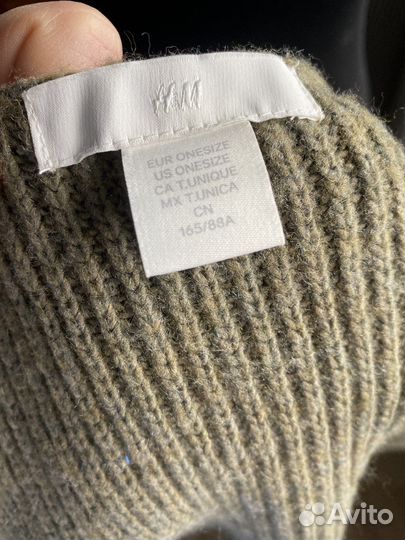 H&M
EUR ONESIZE
US ONESIZE
CA T.UNIQUE
MX T.UNICA
CN
165/88A
Avito